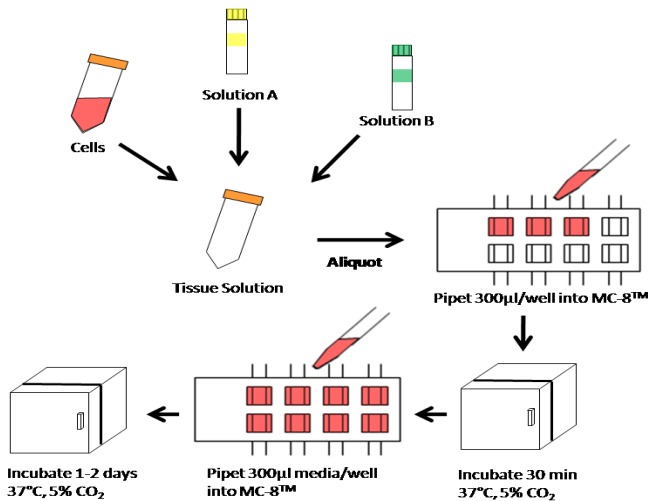 Solution A
Solution B
Cells
Aliquot
Tissue Solution
Pipet 300µl/well into MC-8™
Incubate 1-2 days
37°C, 5% CO₂
Pipet 300µl media/well
into MC-8™
Incubate 30 min
37°C, 5% CO₂